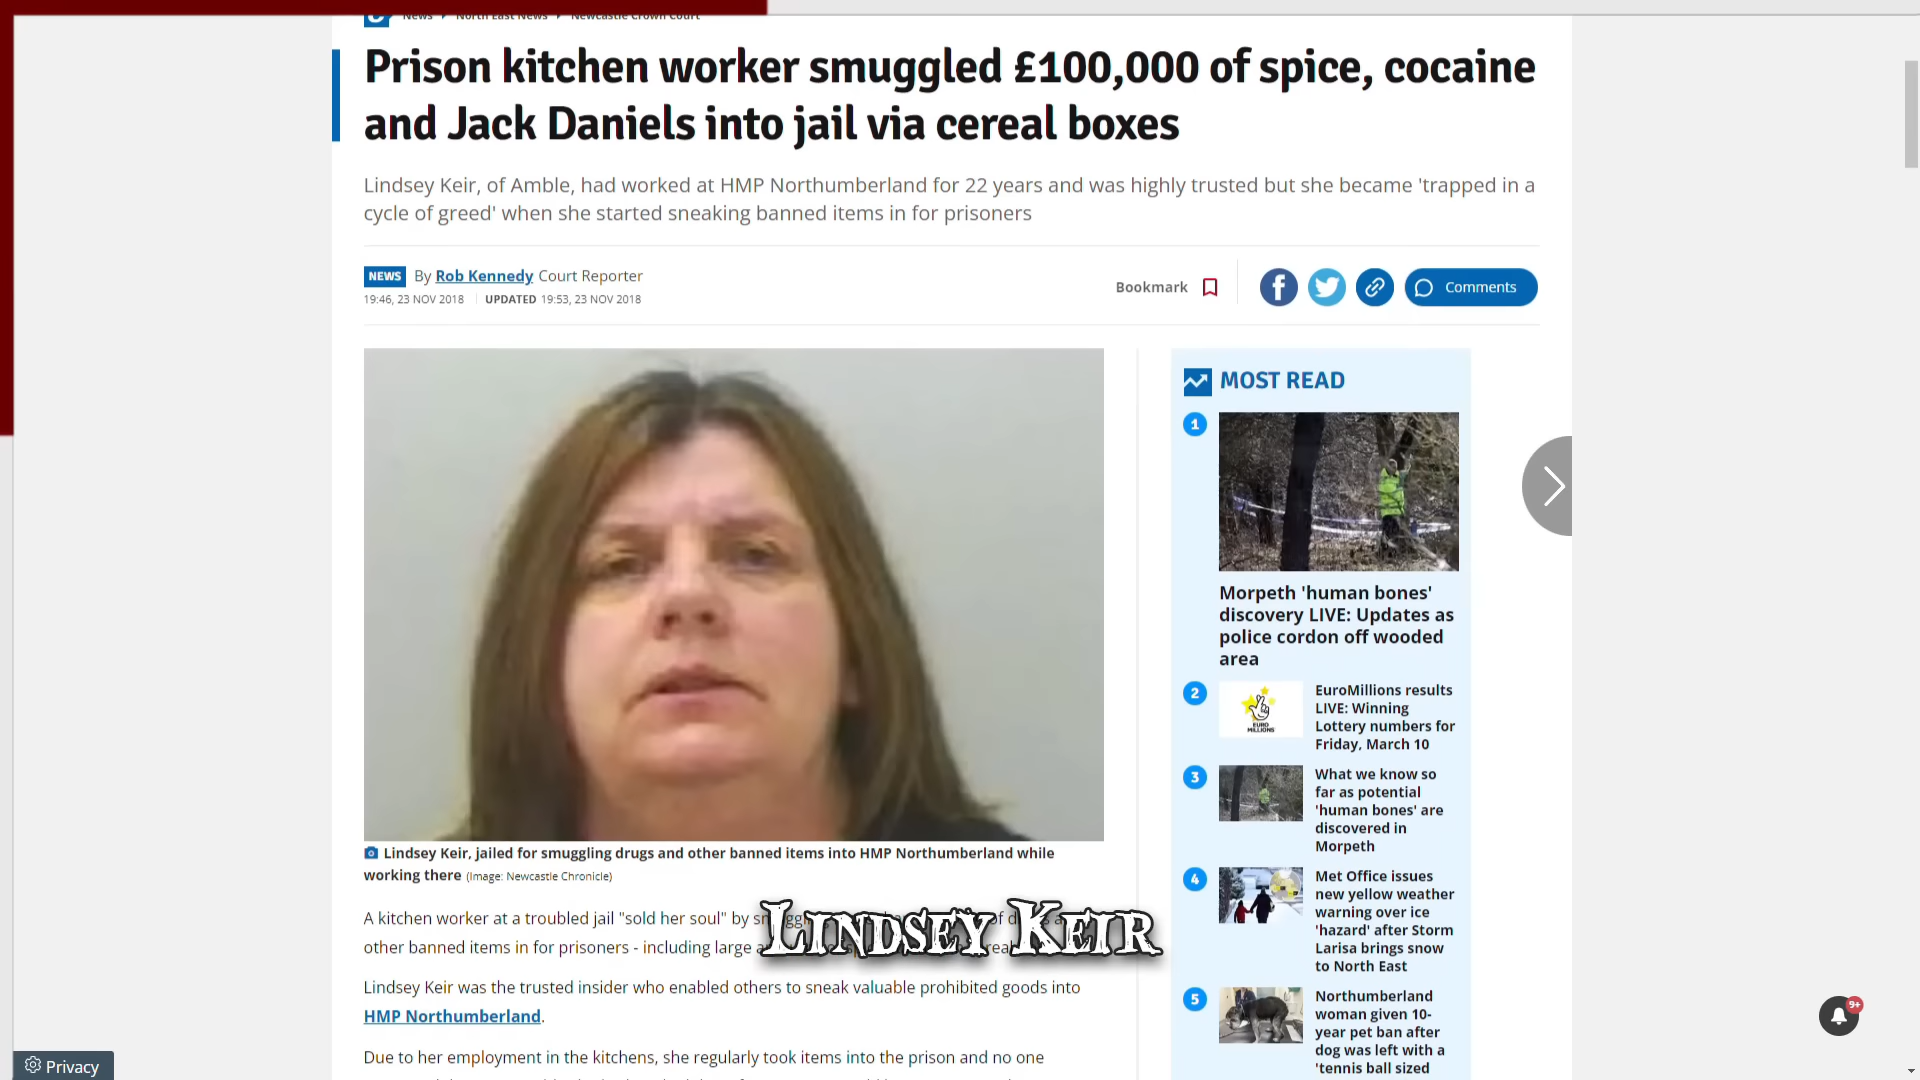 News North East News Newcastle Crown Court
Prison kitchen worker smuggled £100,000 of spice, cocaine
and Jack Daniels into jail via cereal boxes
Lindsey Keir, of Amble, had worked at HMP Northumberland for 22 years and was highly trusted but she became 'trapped in a
cycle of greed' when she started sneaking banned items in for prisoners
NEWS By Rob Kennedy Court Reporter
19:46, 23 NOV 2018 UPDATED 19:53, 23 NOV 2018
Bookmark
Comments
Lindsey Keir, jailed for smuggling drugs and other banned items into HMP Northumberland while
working there (Image: Newcastle Chronicle)
A kitchen worker at a troubled jail "sold her soul" by
other banned items in for prisoners - including large
Lindsey Keir
Lindsey Keir was the trusted insider who enabled others to sneak valuable prohibited goods into
HMP Northumberland.
Due to her employment in the kitchens, she regularly took items into the prison and no one
MOST READ
1
Morpeth 'human bones'
discovery LIVE: Updates as
police cordon off wooded
area
2
EURO
MILLIONS
EuroMillions results
LIVE: Winning
Lottery numbers for
Friday, March 10
3
What we know so
far as potential
'human bones' are
discovered in
Morpeth
4
Met Office issues
new yellow weather
warning over ice
'hazard' after Storm
Larisa brings snow
to North East
5
Northumberland
woman given 10-
year pet ban after
dog was left with a
'tennis ball sized
9+
Privacy